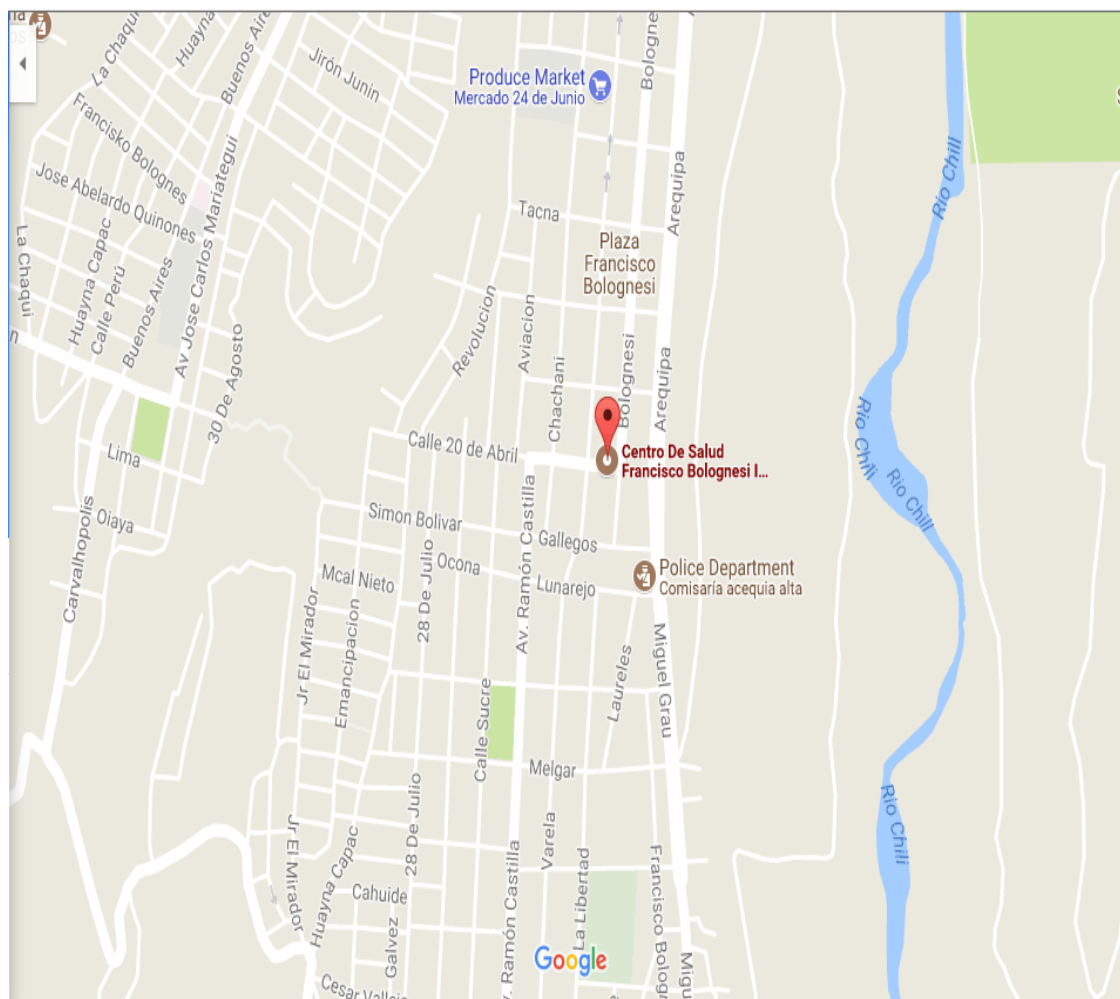 La Chaqui
Huayna
Buenos Aires
Jirón Junin
Produce Market
Mercado 24 de Junio
Bologne
Francisko Bolognes
Jose Abelardo Quinones
Av Jose Carlos Mariategui
Arequipa
Rio Chili
Tacna
Plaza
Francisco
Bolognesi
La Chaqui
Huayna Capac
Calle Perú
Buenos Aires
30 De Agosto
Revolucion
Aviacion
Chachani
Bolognesi
Arequipa
Rio Chili
Lima
Calle 20 de Abril
Centro De Salud
Francisco Bolognesi I...
Rio Chili
Oiaya
Carvalhopolis
Simon Bolivar
Gallegos
Ocona
Lunarejo
Mcal Nieto
28 De Julio
Av. Ramón Castilla
Police Department
Comisaría acequia alta
Jr El Mirador
Emancipacion
Calle Sucre
Laureles
Miguel Grau
Melgar
Rio Chili
Jr El Mirador
Huayna Capac
28 De Julio
Av. Ramón Castilla
Varela
La Libertad
Francisco Bolo
Cahuide
Galvez
Google
Migu
Cesar Vallejo